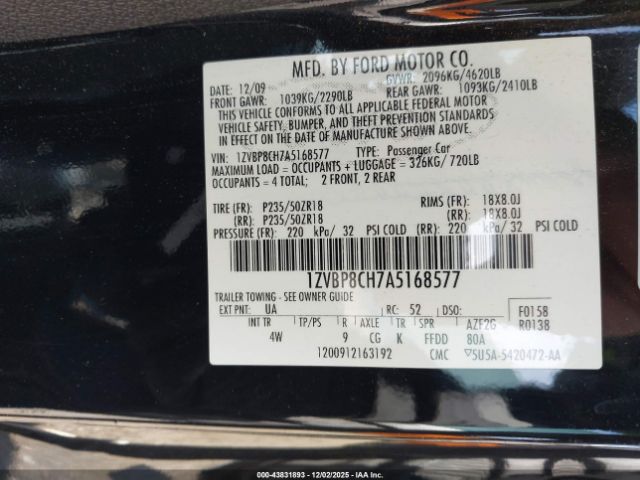 MFD. BY FORD MOTOR CO.
DATE: 12/09 GVWR: 2096KG/4620LB
FRONT GAWR: 1039KG/2290LB REAR GAWR: 1093KG/2410LB
THIS VEHICLE CONFORMS TO ALL APPLICABLE FEDERAL MOTOR
VEHICLE SAFETY, BUMPER, AND THEFT PREVENTION STANDARDS
IN EFFECT ON THE DATE OF MANUFACTURE SHOWN ABOVE.
VIN: 1ZVBP8CH7A5168577 TYPE: Passenger Car
MAXIMUM LOAD = OCCUPANTS + LUGGAGE = 326KG/720LB
OCCUPANTS = 4 TOTAL; 2 FRONT, 2 REAR
TIRE (FR): P235/50ZR18 RIMS (FR): 18X8.0J
(RR): P235/50ZR18 (RR): 18X8.0J
PRESSURE (FR): 220 kPa/ 32 PSI COLD (RR): 220 kPa/ 32 PSI COLD
1ZVBP8CH7A5168577
TRAILER TOWING - SEE OWNER GUIDE
EXT PNT: UA RC: 52 DSO: F0158
INT TR TP/PS R AXLE TR SPR AZF2G R0138
4W 9 CG K FFDD 80A
1200912163192 CMC ▽5U5A-5420472-AA
000-43831893 - 12/02/2025 - IAAI.COM